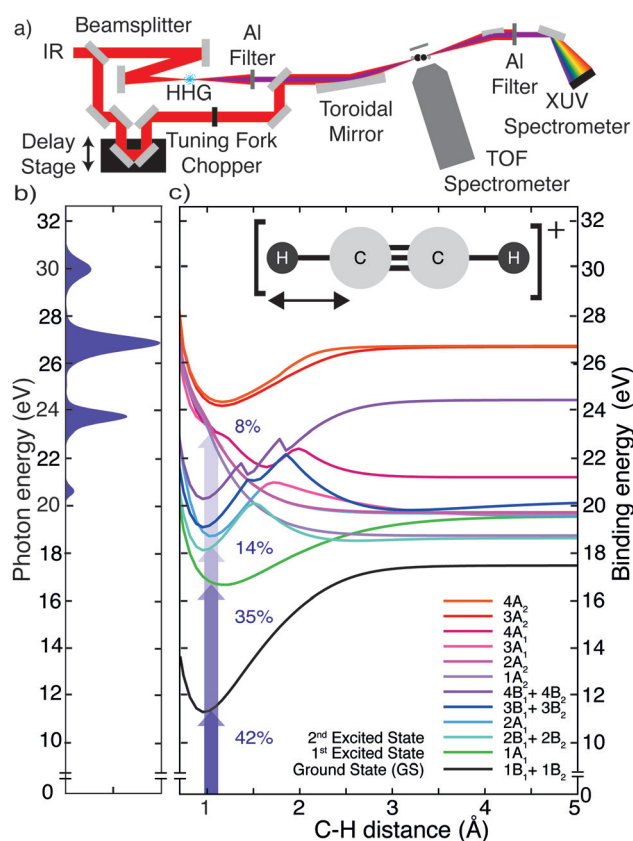 a)
Beamsplitter
IR
Al
Filter
HHG
Delay
Stage
Tuning Fork
Chopper
Toroidal
Mirror
TOF
Spectrometer
Al
Filter
XUV
Spectrometer
b)
c)
Photon energy (eV)
32
30
28
26
24
22
20
18
16
14
12
10
0
H
C
C
H
+
8%
14%
35%
42%
4A₂
3A₂
4A₁
3A₁
2A₂
1A₂
4B₁+ 4B₂
3B₁+ 3B₂
2A₁
2nd Excited State 2B₁+ 2B₂
1st Excited State 1A₁
Ground State (GS) 1B₁+ 1B₂
32
30
28
26
24
22
20
18
16
14
12
10
0
Binding energy (eV)
1 2 3 4 5
C-H distance (Å)